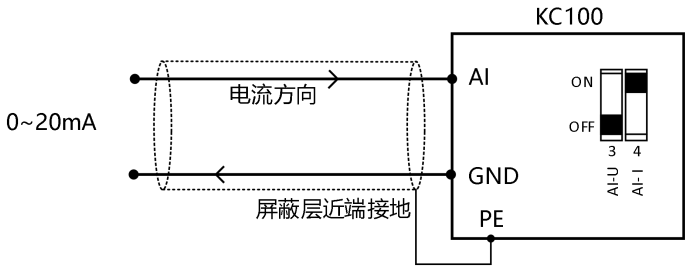 KC100
AI
ON
电流方向
0~20mA
OFF
3 4
AI-U
AI-I
GND
屏蔽层近端接地
PE